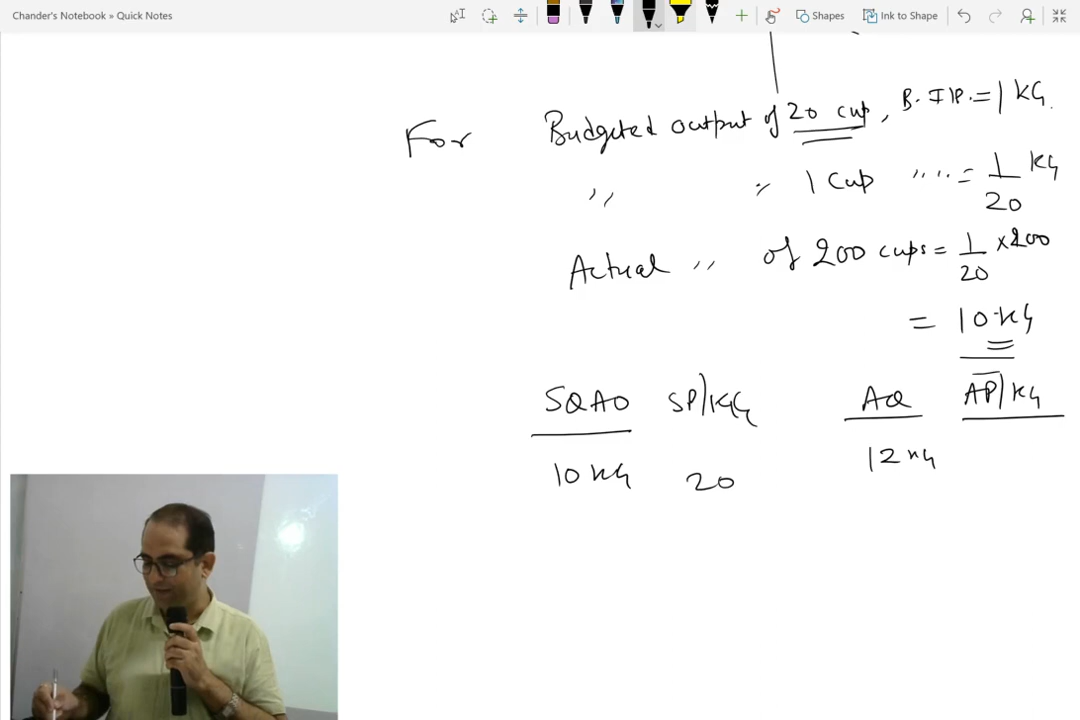 Chander's Notebook » Quick Notes
Shapes
Ink to Shape
For Budgeted output of 20 cup, B. I/P. = 1 KG.
,, ,, 1 Cup ,, ,, = 1/20 KG
Actual ,, of 200 cups = 1/20 × 200
= 10 KG
SQAO SP/KG AQ AP/KG
10 KG 20 12 KG